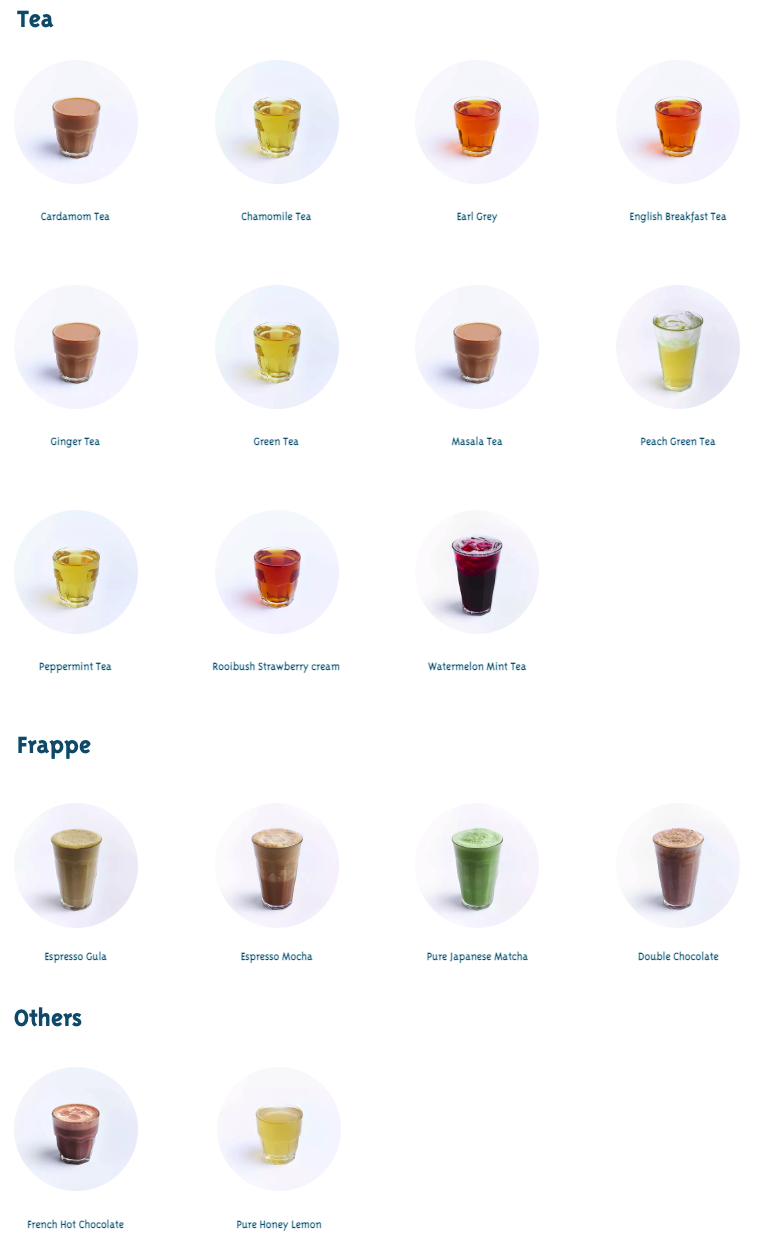 Tea
Cardamom Tea
Chamomile Tea
Earl Grey
English Breakfast Tea
Ginger Tea
Green Tea
Masala Tea
Peach Green Tea
Peppermint Tea
Rooibush Strawberry cream
Watermelon Mint Tea
Frappe
Espresso Gula
Espresso Mocha
Pure Japanese Matcha
Double Chocolate
Others
French Hot Chocolate
Pure Honey Lemon